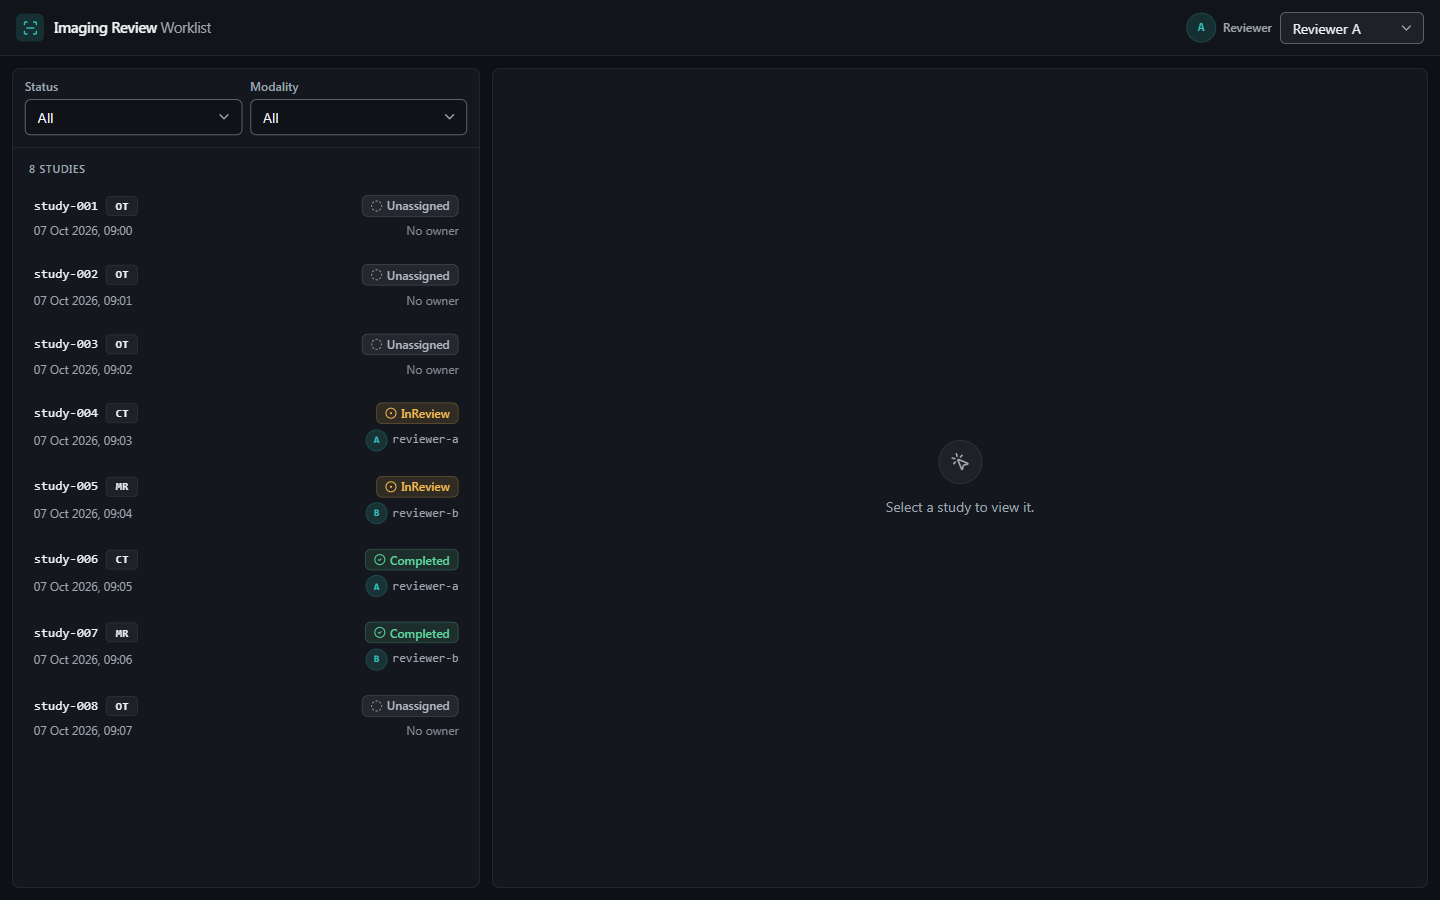 Imaging Review Worklist
A Reviewer Reviewer A
Status Modality
All All
8 STUDIES
study-001 OT Unassigned
07 Oct 2026, 09:00 No owner
study-002 OT Unassigned
07 Oct 2026, 09:01 No owner
study-003 OT Unassigned
07 Oct 2026, 09:02 No owner
study-004 CT InReview
07 Oct 2026, 09:03 A reviewer-a
study-005 MR InReview
07 Oct 2026, 09:04 B reviewer-b
study-006 CT Completed
07 Oct 2026, 09:05 A reviewer-a
study-007 MR Completed
07 Oct 2026, 09:06 B reviewer-b
study-008 OT Unassigned
07 Oct 2026, 09:07 No owner
Select a study to view it.